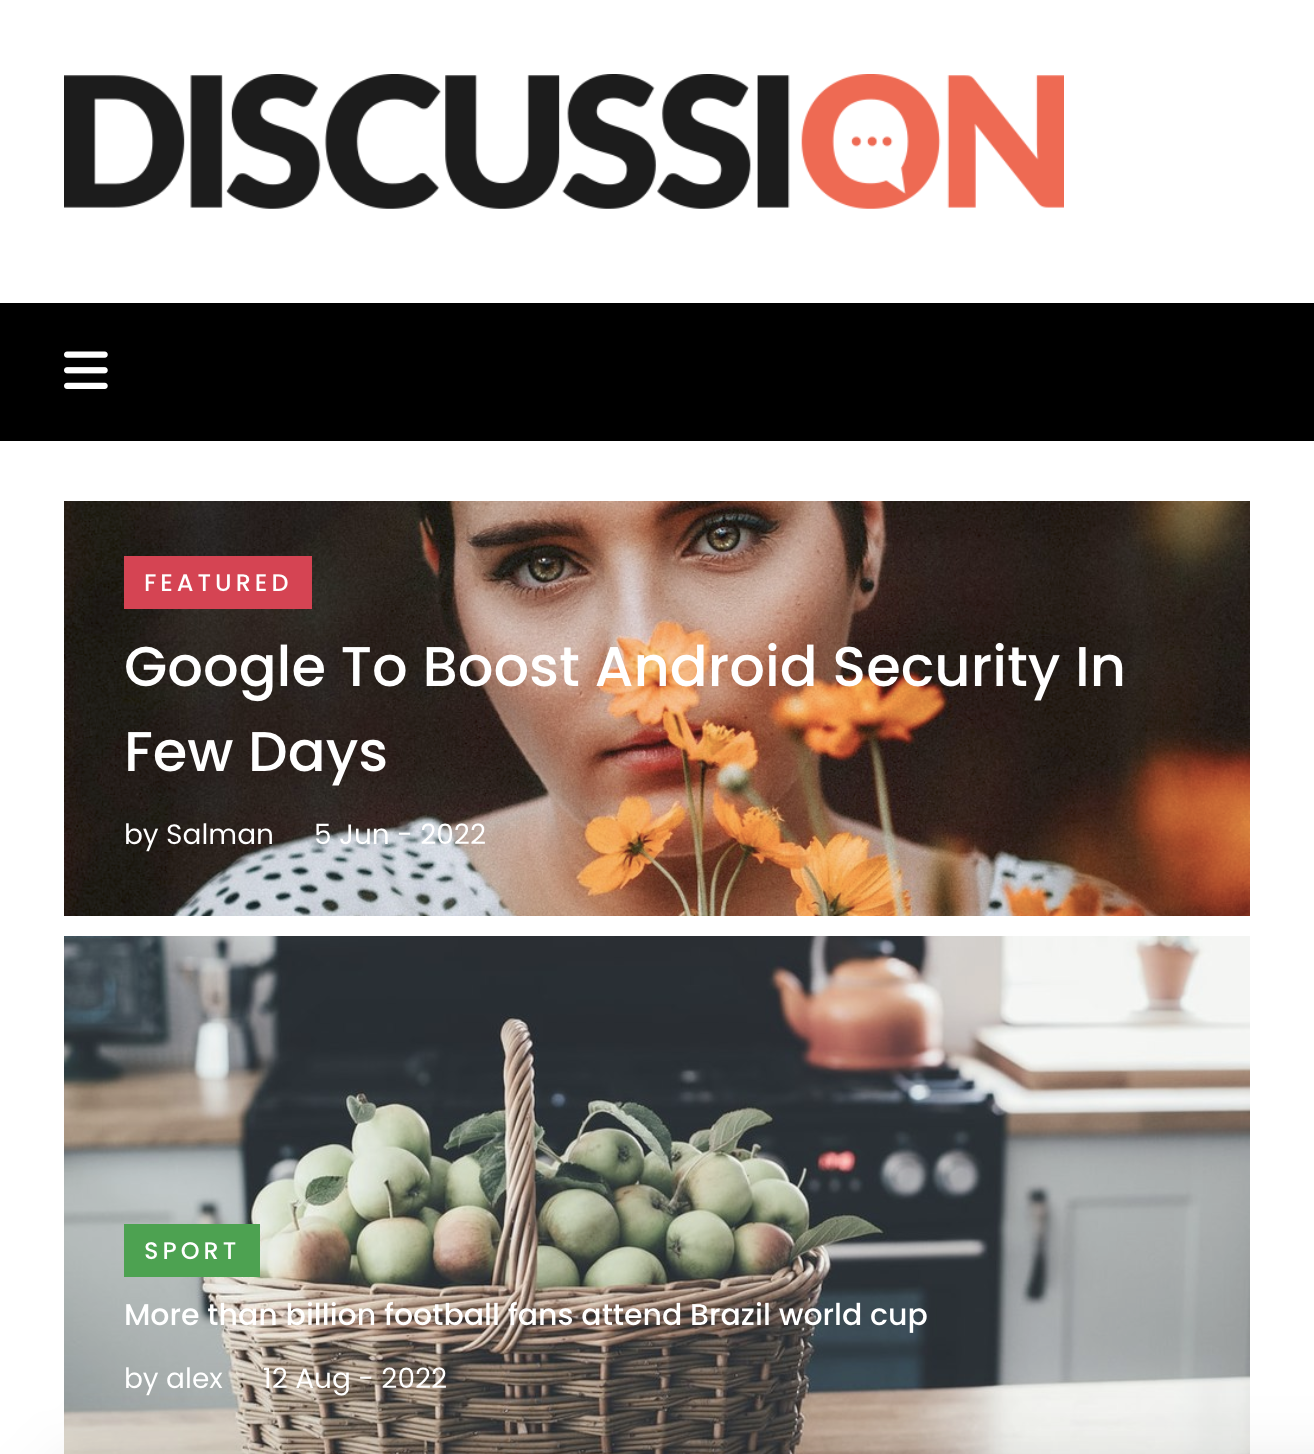 DISCUSSION
FEATURED
Google To Boost Android Security In
Few Days
by Salman 5 Jun - 2022
SPORT
More than billion football fans attend Brazil world cup
by alex 12 Aug - 2022